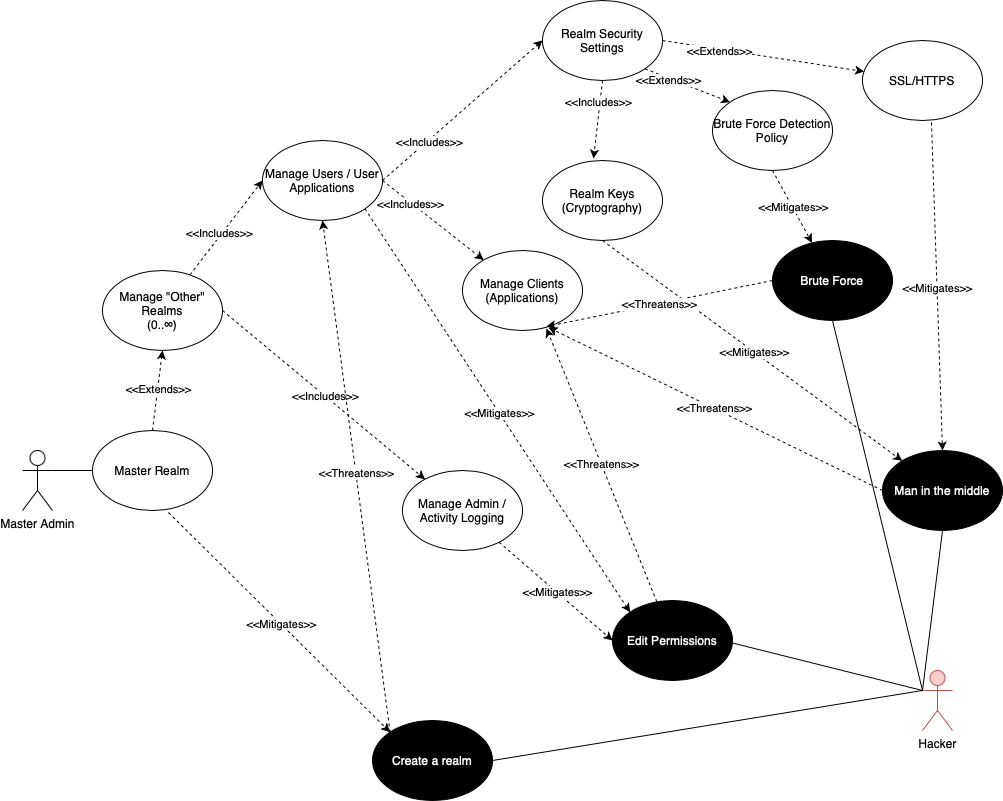 Realm Security
Settings
<<Extends>>
SSL/HTTPS
<<Extends>>
<<Includes>>
Brute Force Detection
Policy
<<Includes>>
Manage Users / User
Applications
Realm Keys
(Cryptography)
<<Includes>>
<<Mitigates>>
<<Includes>>
Manage Clients
(Applications)
Brute Force
<<Mitigates>>
Manage "Other"
Realms
(0..∞)
<<Threatens>>
<<Mitigates>>
<<Extends>>
<<Includes>>
<<Threatens>>
<<Mitigates>>
Master Realm
<<Threatens>>
<<Threatens>>
Man in the middle
Manage Admin /
Activity Logging
Master Admin
<<Mitigates>>
<<Mitigates>>
Edit Permissions
Hacker
Create a realm